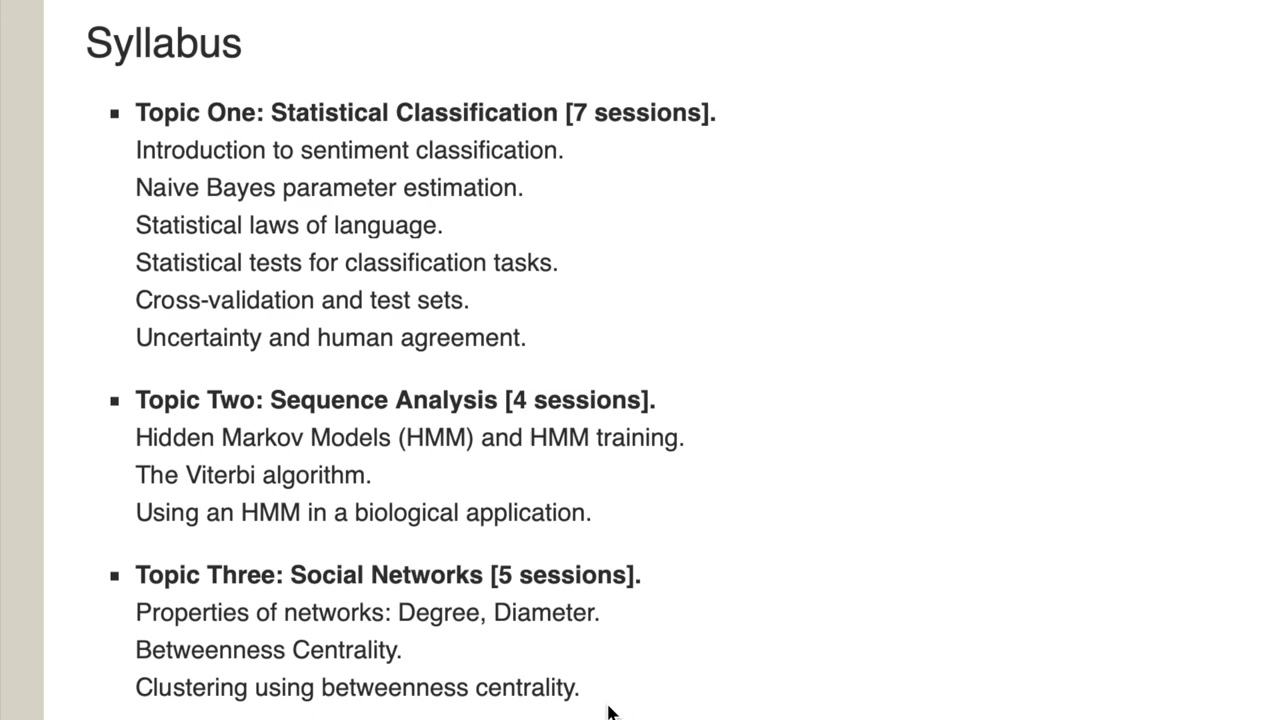 Syllabus
Topic One: Statistical Classification [7 sessions].
Introduction to sentiment classification.
Naive Bayes parameter estimation.
Statistical laws of language.
Statistical tests for classification tasks.
Cross-validation and test sets.
Uncertainty and human agreement.
Topic Two: Sequence Analysis [4 sessions].
Hidden Markov Models (HMM) and HMM training.
The Viterbi algorithm.
Using an HMM in a biological application.
Topic Three: Social Networks [5 sessions].
Properties of networks: Degree, Diameter.
Betweenness Centrality.
Clustering using betweenness centrality.